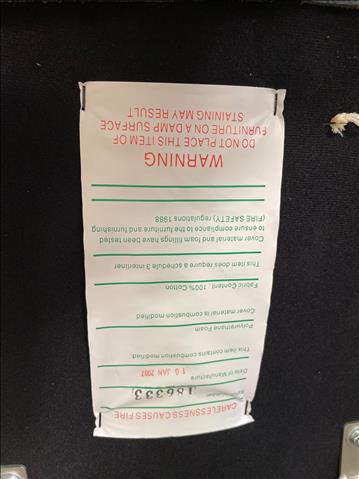 CARELESSNESS CAUSES FIRE
186333
Date of Manufacture 16 JAN 2007
This item contains combustion modified
Polyurethane Foam
Cover material is combustion modified
Fabric Content: 100% Cotton
This item does a require a schedule 3 interliner
Cover material and foam fillings have been tested
to ensure compliance to the furniture and furnishing
(FIRE SAFETY) regulations 1988
WARNING
DO NOT PLACE THIS ITEM OF
FURNITURE ON A DAMP SURFACE
STAINING MAY RESULT